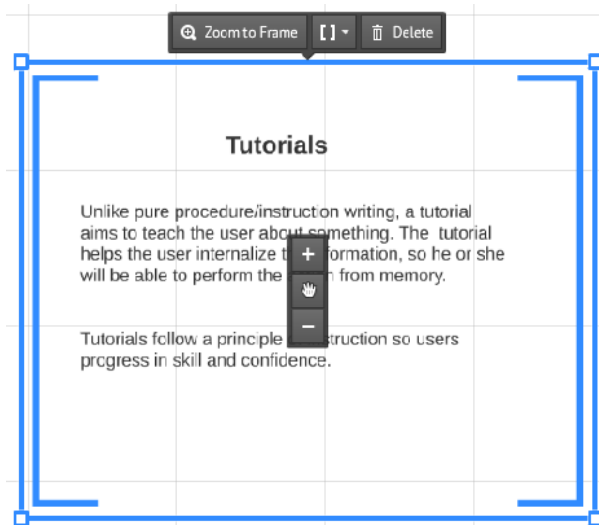 Zoom to Frame [ ] Delete
Tutorials
Unlike pure procedure/instruction writing, a tutorial
aims to teach the user about something. The tutorial
helps the user internalize formation, so he or she
will be able to perform the from memory.
Tutorials follow a principle struction so users
progress in skill and confidence.